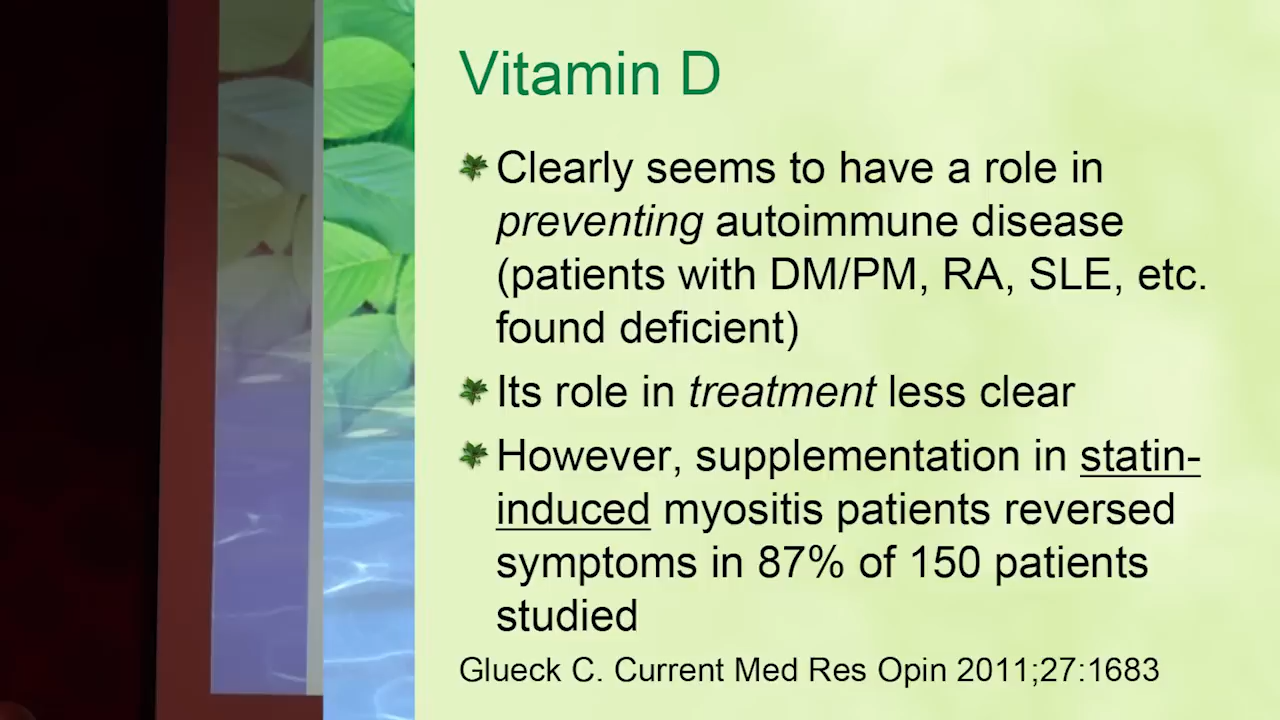 Vitamin D
Clearly seems to have a role in
preventing autoimmune disease
(patients with DM/PM, RA, SLE, etc.
found deficient)
Its role in treatment less clear
However, supplementation in statin-
induced myositis patients reversed
symptoms in 87% of 150 patients
studied
Glueck C. Current Med Res Opin 2011;27:1683